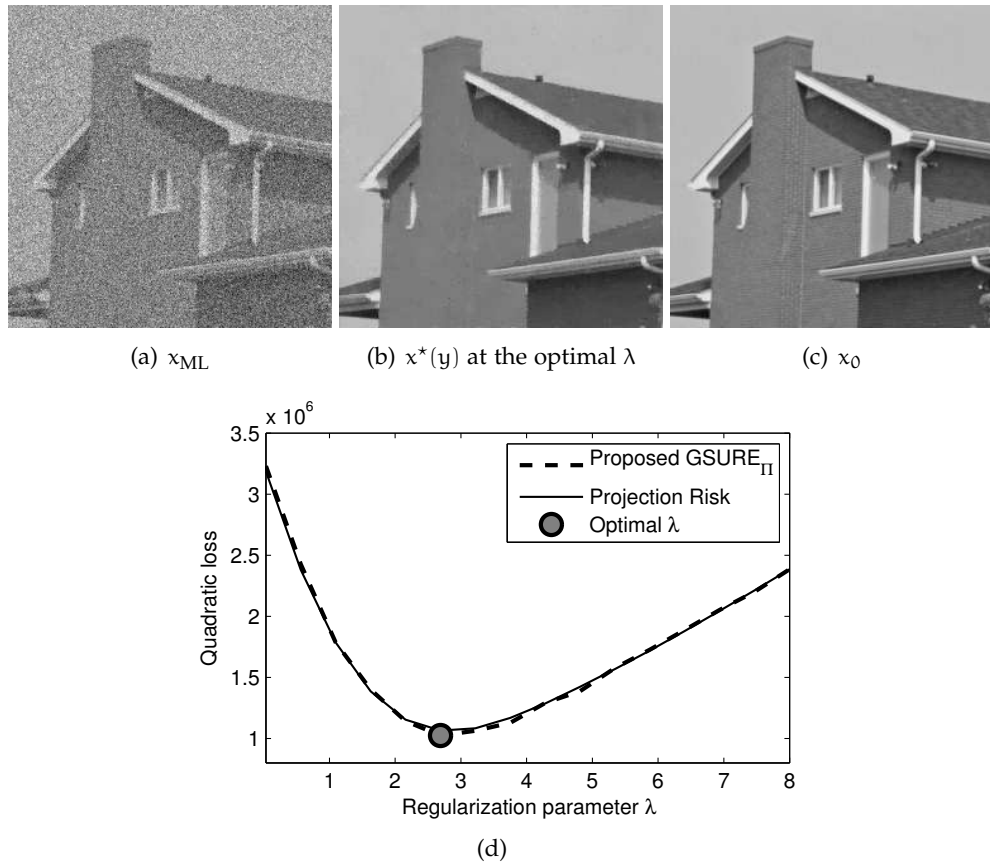 (a) x_ML (b) x⋆(y) at the optimal λ (c) x_0
x 10^6
3.5
3
2.5
2
1.5
1
Quadratic loss
Proposed GSURE_Π
Projection Risk
Optimal λ
1 2 3 4 5 6 7 8
Regularization parameter λ
(d)